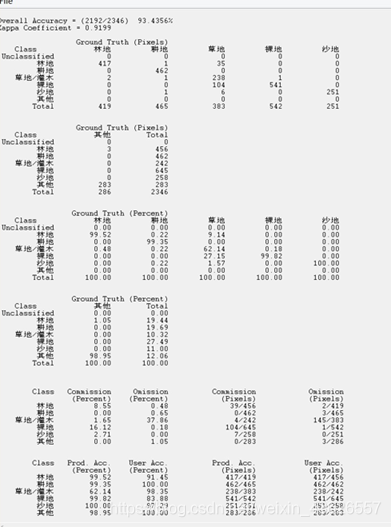 File
Overall Accuracy = (2192/2346) 93.4356%
Kappa Coefficient = 0.9199
Ground Truth (Pixels)
Class 林地 耕地 草地 裸地 沙地
Unclassified 0 0 0 0 0
林地 417 1 35 0 0
耕地 0 462 0 0 0
草地/灌木 2 1 238 1 0
裸地 0 0 104 541 0
沙地 0 1 6 0 251
其他 0 0 0 0 0
Total 419 465 383 542 251
Ground Truth (Pixels)
Class 其他 Total
Unclassified 0 0
林地 3 456
耕地 0 462
草地/灌木 0 242
裸地 0 645
沙地 0 258
其他 283 283
Total 286 2346
Ground Truth (Percent)
Class 林地 耕地 草地 裸地 沙地
Unclassified 0.00 0.00 0.00 0.00 0.00
林地 99.52 0.22 9.14 0.00 0.00
耕地 0.00 99.35 0.00 0.00 0.00
草地/灌木 0.48 0.22 62.14 0.18 0.00
裸地 0.00 0.00 27.15 99.82 0.00
沙地 0.00 0.22 1.57 0.00 100.00
其他 0.00 0.00 0.00 0.00 0.00
Total 100.00 100.00 100.00 100.00 100.00
Ground Truth (Percent)
Class 其他 Total
Unclassified 0.00 0.00
林地 1.05 19.44
耕地 0.00 19.69
草地/灌木 0.00 10.32
裸地 0.00 27.49
沙地 0.00 11.00
其他 98.95 12.06
Total 100.00 100.00
Class Commission Omission Commission Omission
(Percent) (Percent) (Pixels) (Pixels)
林地 8.55 0.48 39/456 2/419
耕地 0.00 0.65 0/462 3/465
草地/灌木 1.65 37.86 4/242 145/383
裸地 16.12 0.18 104/645 1/542
沙地 2.71 0.00 7/258 0/251
其他 0.00 1.05 0/283 3/286
Class Prod. Acc. User Acc. Prod. Acc. User Acc.
(Percent) (Percent) (Pixels) (Pixels)
林地 99.52 91.45 417/419 417/456
耕地 99.35 100.00 462/465 462/462
草地/灌木 62.14 98.35 238/383 238/242
裸地 99.82 83.88 541/542 541/645
沙地 100.00 97.29 251/251 251/258
其他 98.95 100.00 283/286 283/283